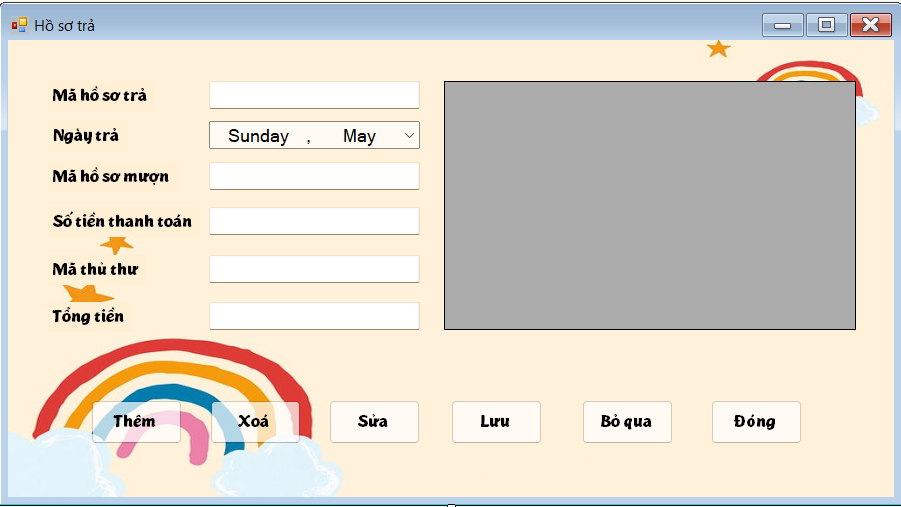 Hồ sơ trả
Mã hồ sơ trả
Ngày trả
Sunday , May
Mã hồ sơ mượn
Số tiền thanh toán
Mã thủ thư
Tổng tiền
Thêm Xoá Sửa Lưu Bỏ qua Đóng